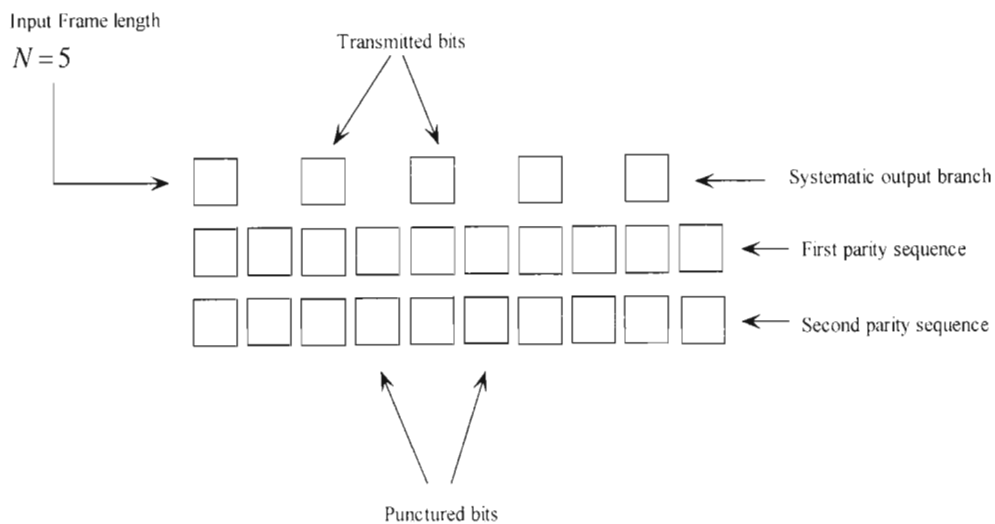 Input Frame length
N = 5
Transmitted bits
Systematic output branch
First parity sequence
Second parity sequence
Punctured bits